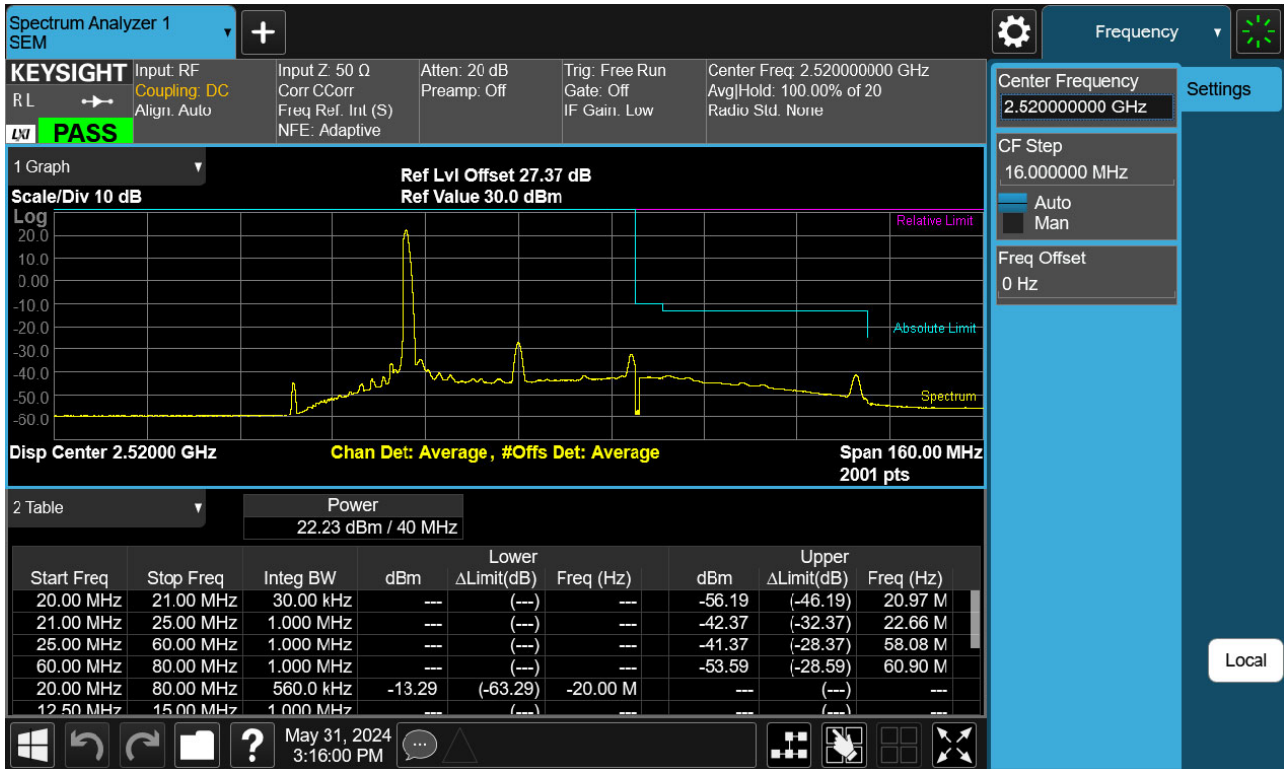 Spectrum Analyzer 1
SEM
Frequency
KEYSIGHT
R L
LXI
PASS
Input: RF
Coupling: DC
Align: Auto
Input Z: 50 Ω
Corr CCorr
Freq Ref: Int (S)
NFE: Adaptive
Atten: 20 dB
Preamp: Off
Trig: Free Run
Gate: Off
IF Gain: Low
Center Freq: 2.520000000 GHz
Avg|Hold: 100.00% of 20
Radio Std: None
Center Frequency
2.520000000 GHz
Settings
CF Step
16.000000 MHz
Auto
Man
Freq Offset
0 Hz
Local
1 Graph
Scale/Div 10 dB
Ref Lvl Offset 27.37 dB
Ref Value 30.0 dBm
Log
20.0
10.0
0.00
-10.0
-20.0
-30.0
-40.0
-50.0
-60.0
Relative Limit
Absolute Limit
Spectrum
Disp Center 2.52000 GHz
Chan Det: Average, #Offs Det: Average
Span 160.00 MHz
2001 pts
2 Table
Power
22.23 dBm / 40 MHz
Lower Upper
Start Freq Stop Freq Integ BW dBm ΔLimit(dB) Freq (Hz) dBm ΔLimit(dB) Freq (Hz)
20.00 MHz 21.00 MHz 30.00 kHz --- (---) --- -56.19 (-46.19) 20.97 M
21.00 MHz 25.00 MHz 1.000 MHz --- (---) --- -42.37 (-32.37) 22.66 M
25.00 MHz 60.00 MHz 1.000 MHz --- (---) --- -41.37 (-28.37) 58.08 M
60.00 MHz 80.00 MHz 1.000 MHz --- (---) --- -53.59 (-28.59) 60.90 M
20.00 MHz 80.00 MHz 560.0 kHz -13.29 (-63.29) -20.00 M --- (---) ---
12.50 MHz 15.00 MHz 1.000 MHz --- (---) --- --- (---) ---
May 31, 2024
3:16:00 PM